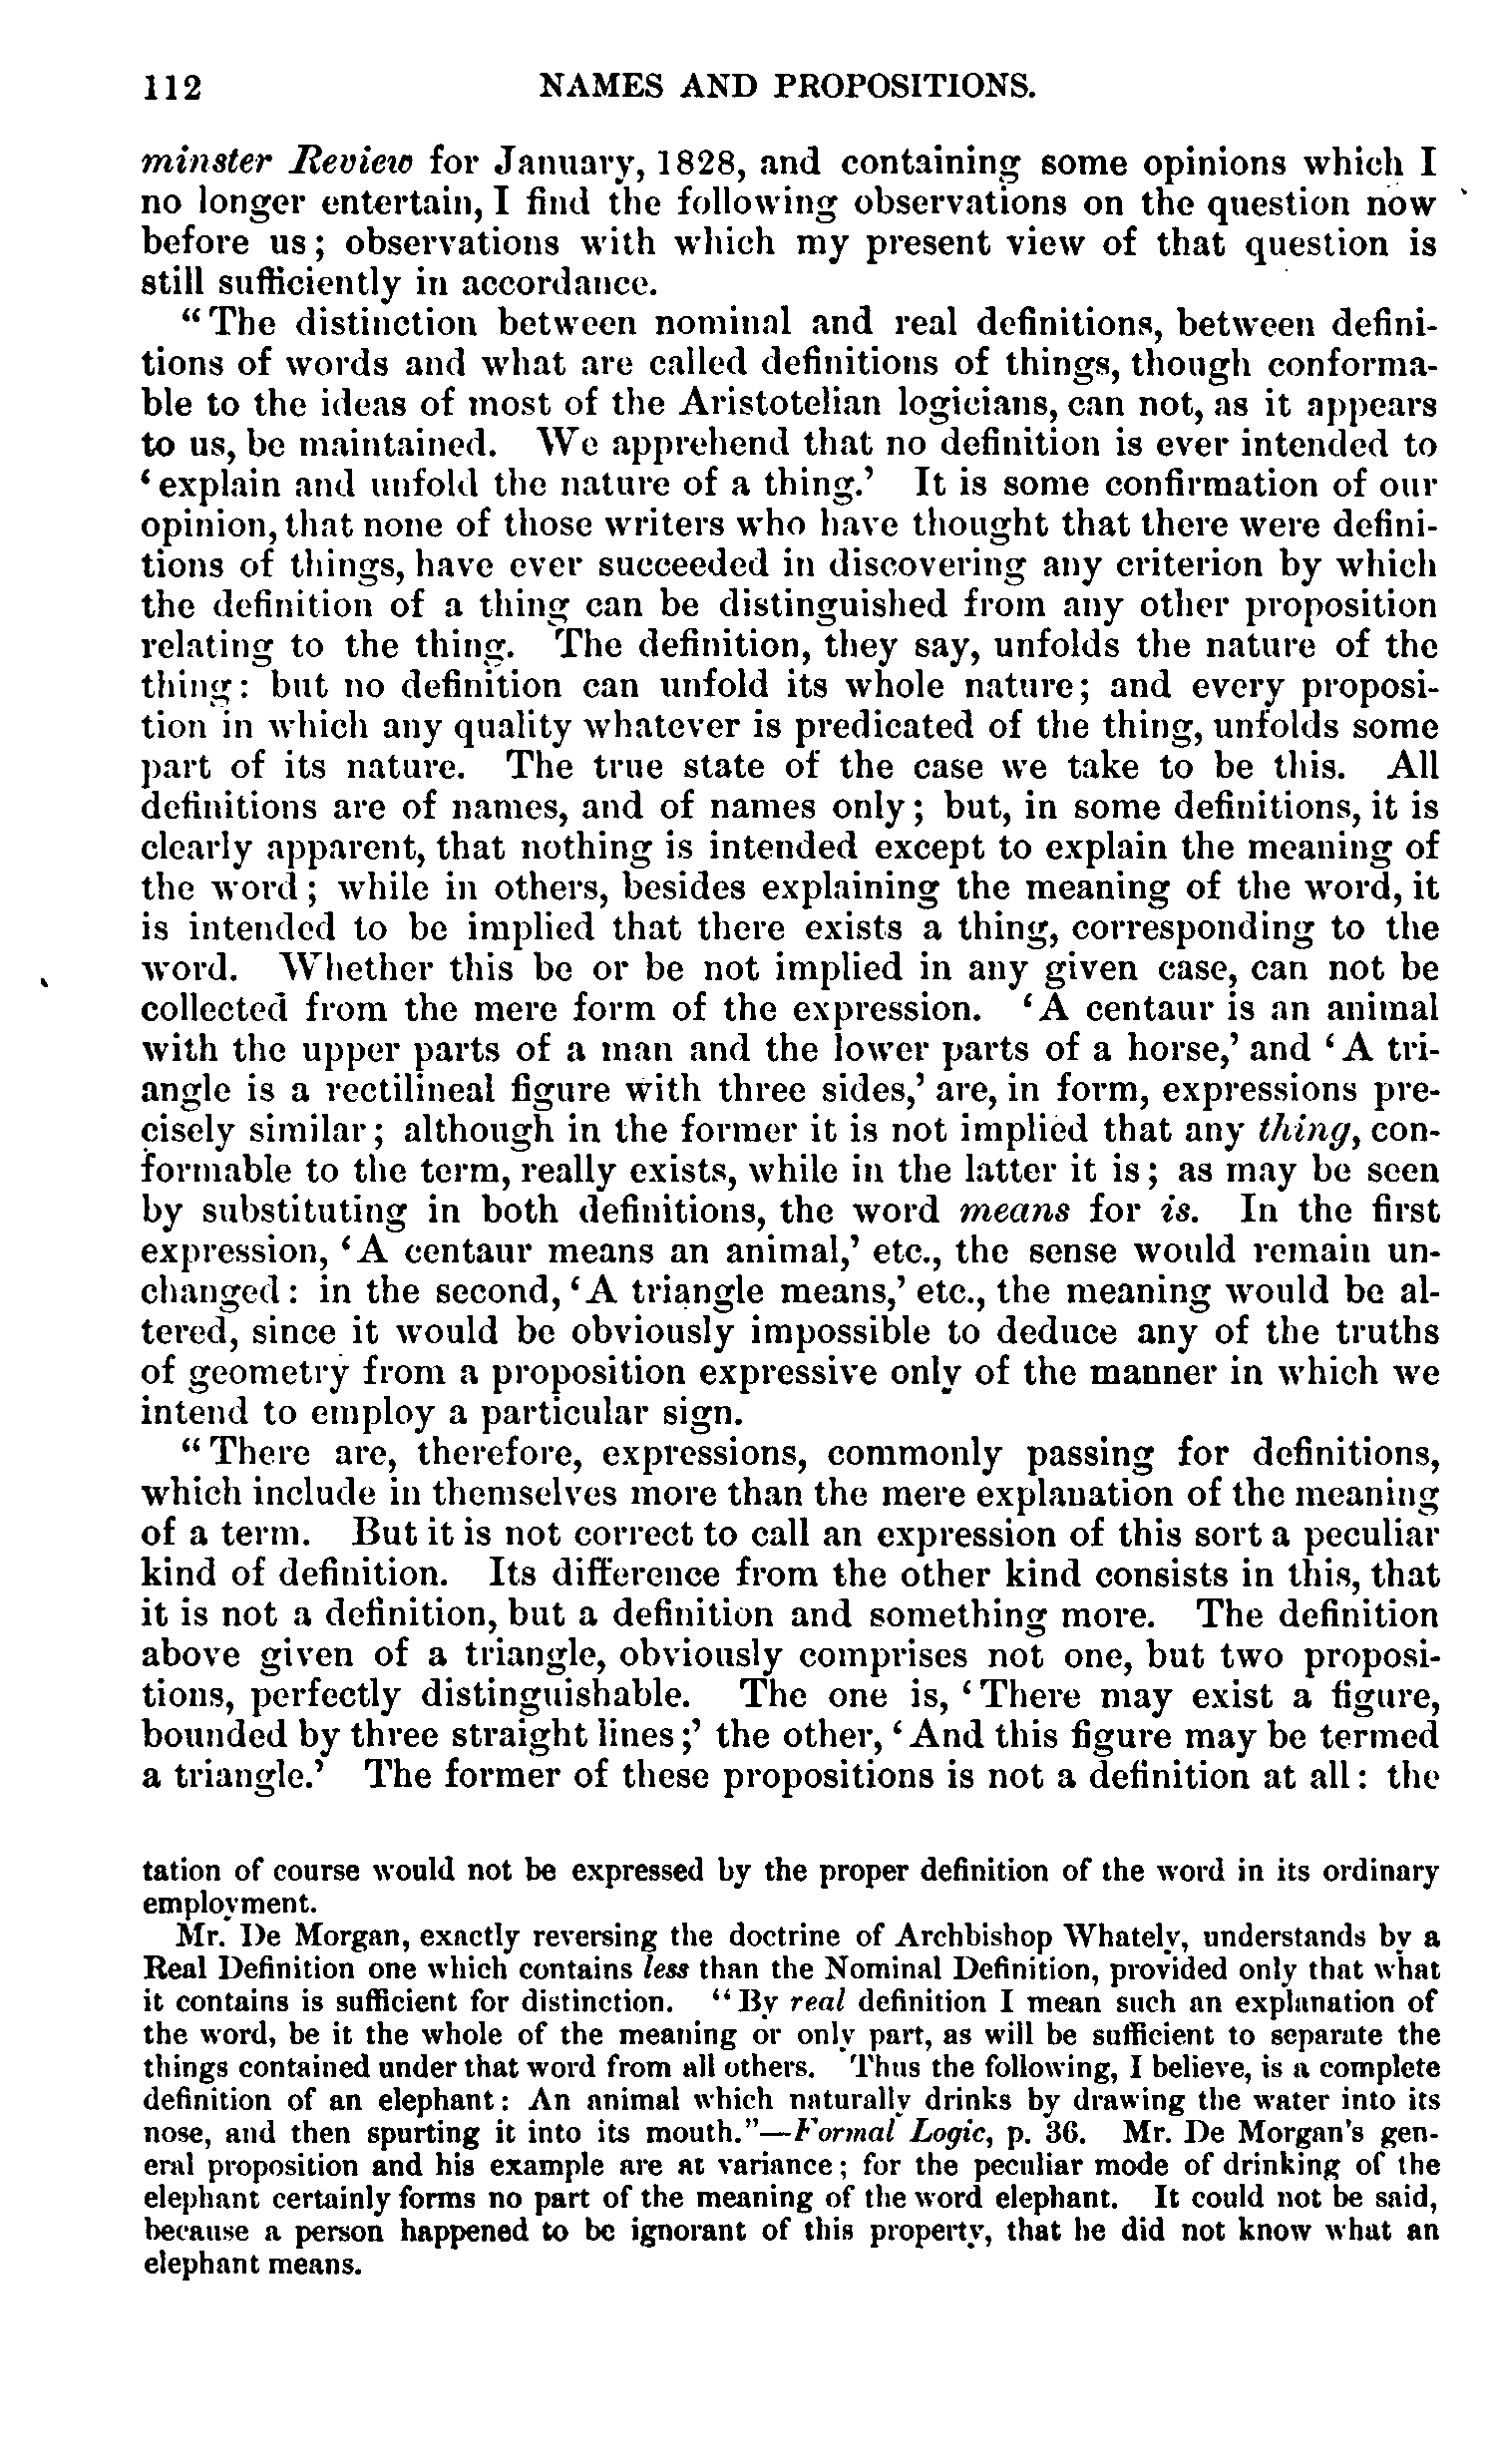 112 NAMES AND PROPOSITIONS.
minster Review for January, 1828, and containing some opinions which I
no longer entertain, I find the following observations on the question now
before us; observations with which my present view of that question is
still sufficiently in accordance.
“The distinction between nominal and real definitions, between defini-
tions of words and what are called definitions of things, though conforma-
ble to the ideas of most of the Aristotelian logicians, can not, as it appears
to us, be maintained. We apprehend that no definition is ever intended to
‘explain and unfold the nature of a thing.’ It is some confirmation of our
opinion, that none of those writers who have thought that there were defini-
tions of things, have ever succeeded in discovering any criterion by which
the definition of a thing can be distinguished from any other proposition
relating to the thing. The definition, they say, unfolds the nature of the
thing: but no definition can unfold its whole nature; and every proposi-
tion in which any quality whatever is predicated of the thing, unfolds some
part of its nature. The true state of the case we take to be this. All
definitions are of names, and of names only; but, in some definitions, it is
clearly apparent, that nothing is intended except to explain the meaning of
the word; while in others, besides explaining the meaning of the word, it
is intended to be implied that there exists a thing, corresponding to the
word. Whether this be or be not implied in any given case, can not be
collected from the mere form of the expression. ‘A centaur is an animal
with the upper parts of a man and the lower parts of a horse,’ and ‘A tri-
angle is a rectilineal figure with three sides,’ are, in form, expressions pre-
cisely similar; although in the former it is not implied that any thing, con-
formable to the term, really exists, while in the latter it is; as may be seen
by substituting in both definitions, the word means for is. In the first
expression, ‘A centaur means an animal,’ etc., the sense would remain un-
changed: in the second, ‘A triangle means,’ etc., the meaning would be al-
tered, since it would be obviously impossible to deduce any of the truths
of geometry from a proposition expressive only of the manner in which we
intend to employ a particular sign.
“There are, therefore, expressions, commonly passing for definitions,
which include in themselves more than the mere explanation of the meaning
of a term. But it is not correct to call an expression of this sort a peculiar
kind of definition. Its difference from the other kind consists in this, that
it is not a definition, but a definition and something more. The definition
above given of a triangle, obviously comprises not one, but two proposi-
tions, perfectly distinguishable. The one is, ‘There may exist a figure,
bounded by three straight lines;’ the other, ‘And this figure may be termed
a triangle.’ The former of these propositions is not a definition at all: the
tation of course would not be expressed by the proper definition of the word in its ordinary
employment.
Mr. De Morgan, exactly reversing the doctrine of Archbishop Whately, understands by a
Real Definition one which contains less than the Nominal Definition, provided only that what
it contains is sufficient for distinction. “By real definition I mean such an explanation of
the word, be it the whole of the meaning or only part, as will be sufficient to separate the
things contained under that word from all others. Thus the following, I believe, is a complete
definition of an elephant: An animal which naturally drinks by drawing the water into its
nose, and then spurting it into its mouth.”—Formal Logic, p. 36. Mr. De Morgan's gen-
eral proposition and his example are at variance; for the peculiar mode of drinking of the
elephant certainly forms no part of the meaning of the word elephant. It could not be said,
because a person happened to be ignorant of this property, that he did not know what an
elephant means.